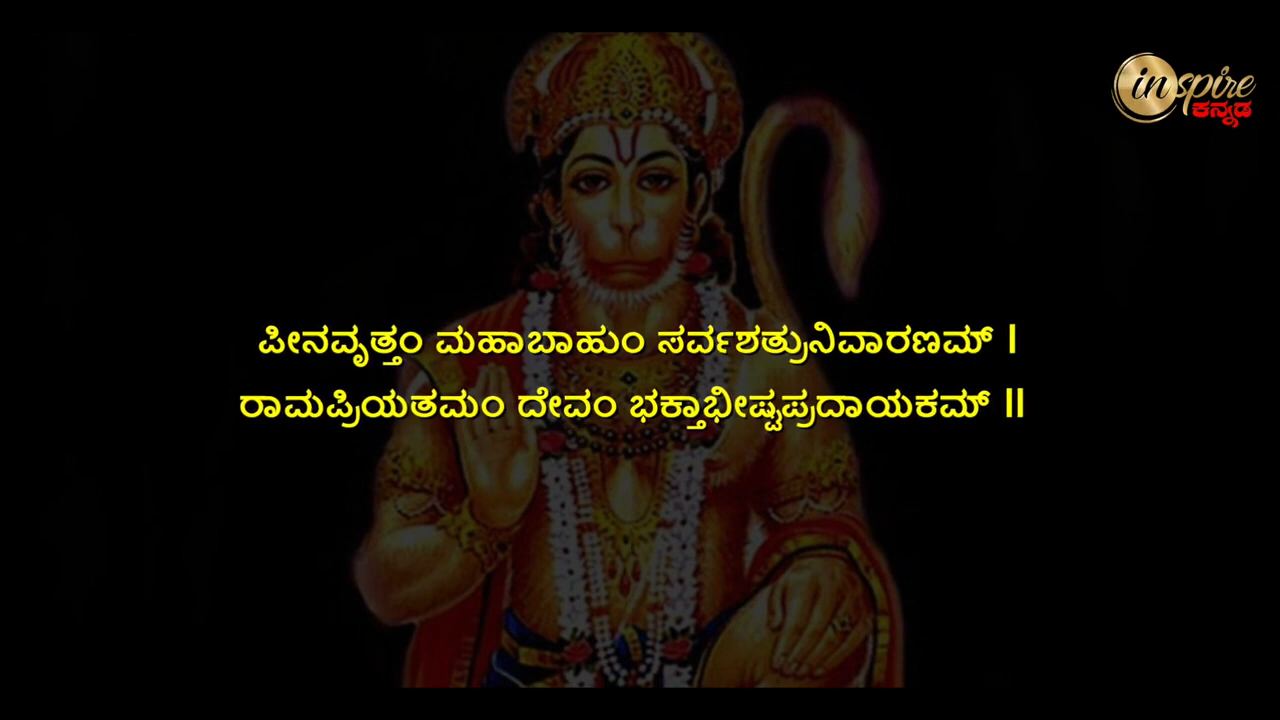 inspire
ಕನ್ನಡ
ಪೀನವೃತ್ತಂ ಮಹಾಬಾಹುಂ ಸರ್ವಶತ್ರುನಿವಾರಣಮ್ ।
ರಾಮಪ್ರಿಯತಮಂ ದೇವಂ ಭಕ್ತಾಭೀಷ್ಟಪ್ರದಾಯಕಮ್ ॥